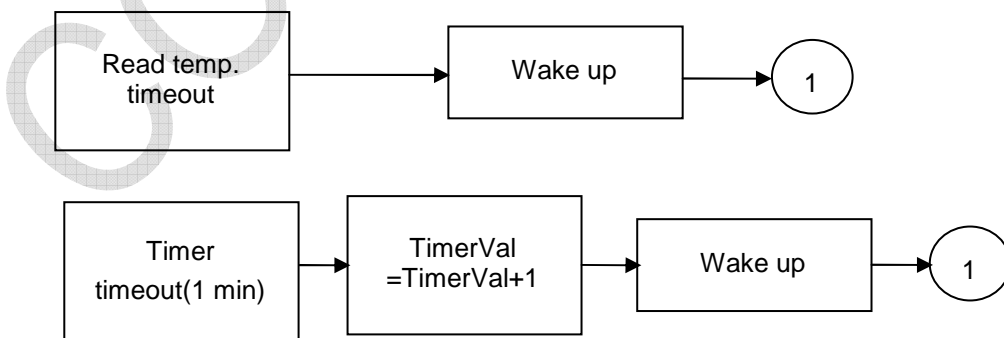 Read temp.
timeout
Wake up
1
Timer
timeout(1 min)
TimerVal
=TimerVal+1
Wake up
1